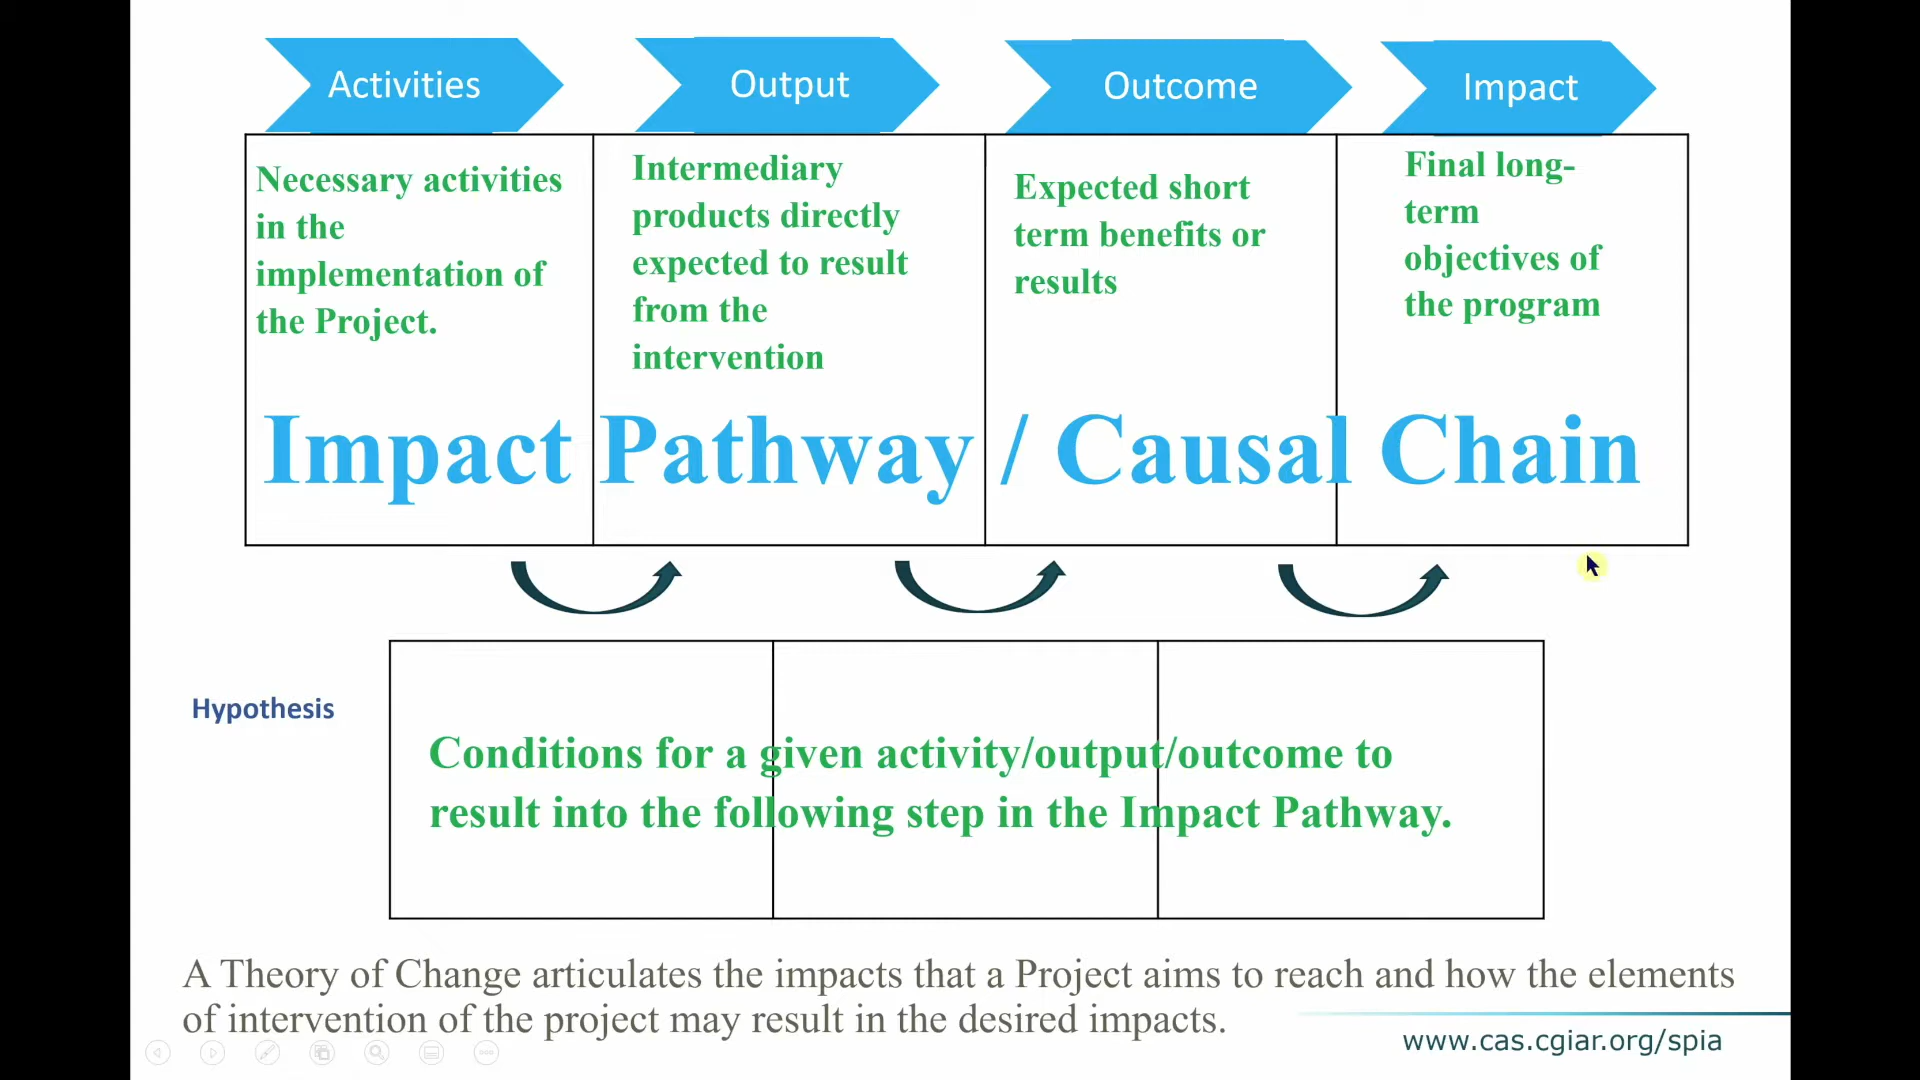 Activities
Output
Outcome
Impact
Necessary activities
in the
implementation of
the Project.
Intermediary
products directly
expected to result
from the
intervention
Expected short
term benefits or
results
Final long-
term
objectives of
the program
Impact Pathway / Causal Chain
Hypothesis
Conditions for a given activity/output/outcome to
result into the following step in the Impact Pathway.
A Theory of Change articulates the impacts that a Project aims to reach and how the elements
of intervention of the project may result in the desired impacts.
www.cas.cgiar.org/spia